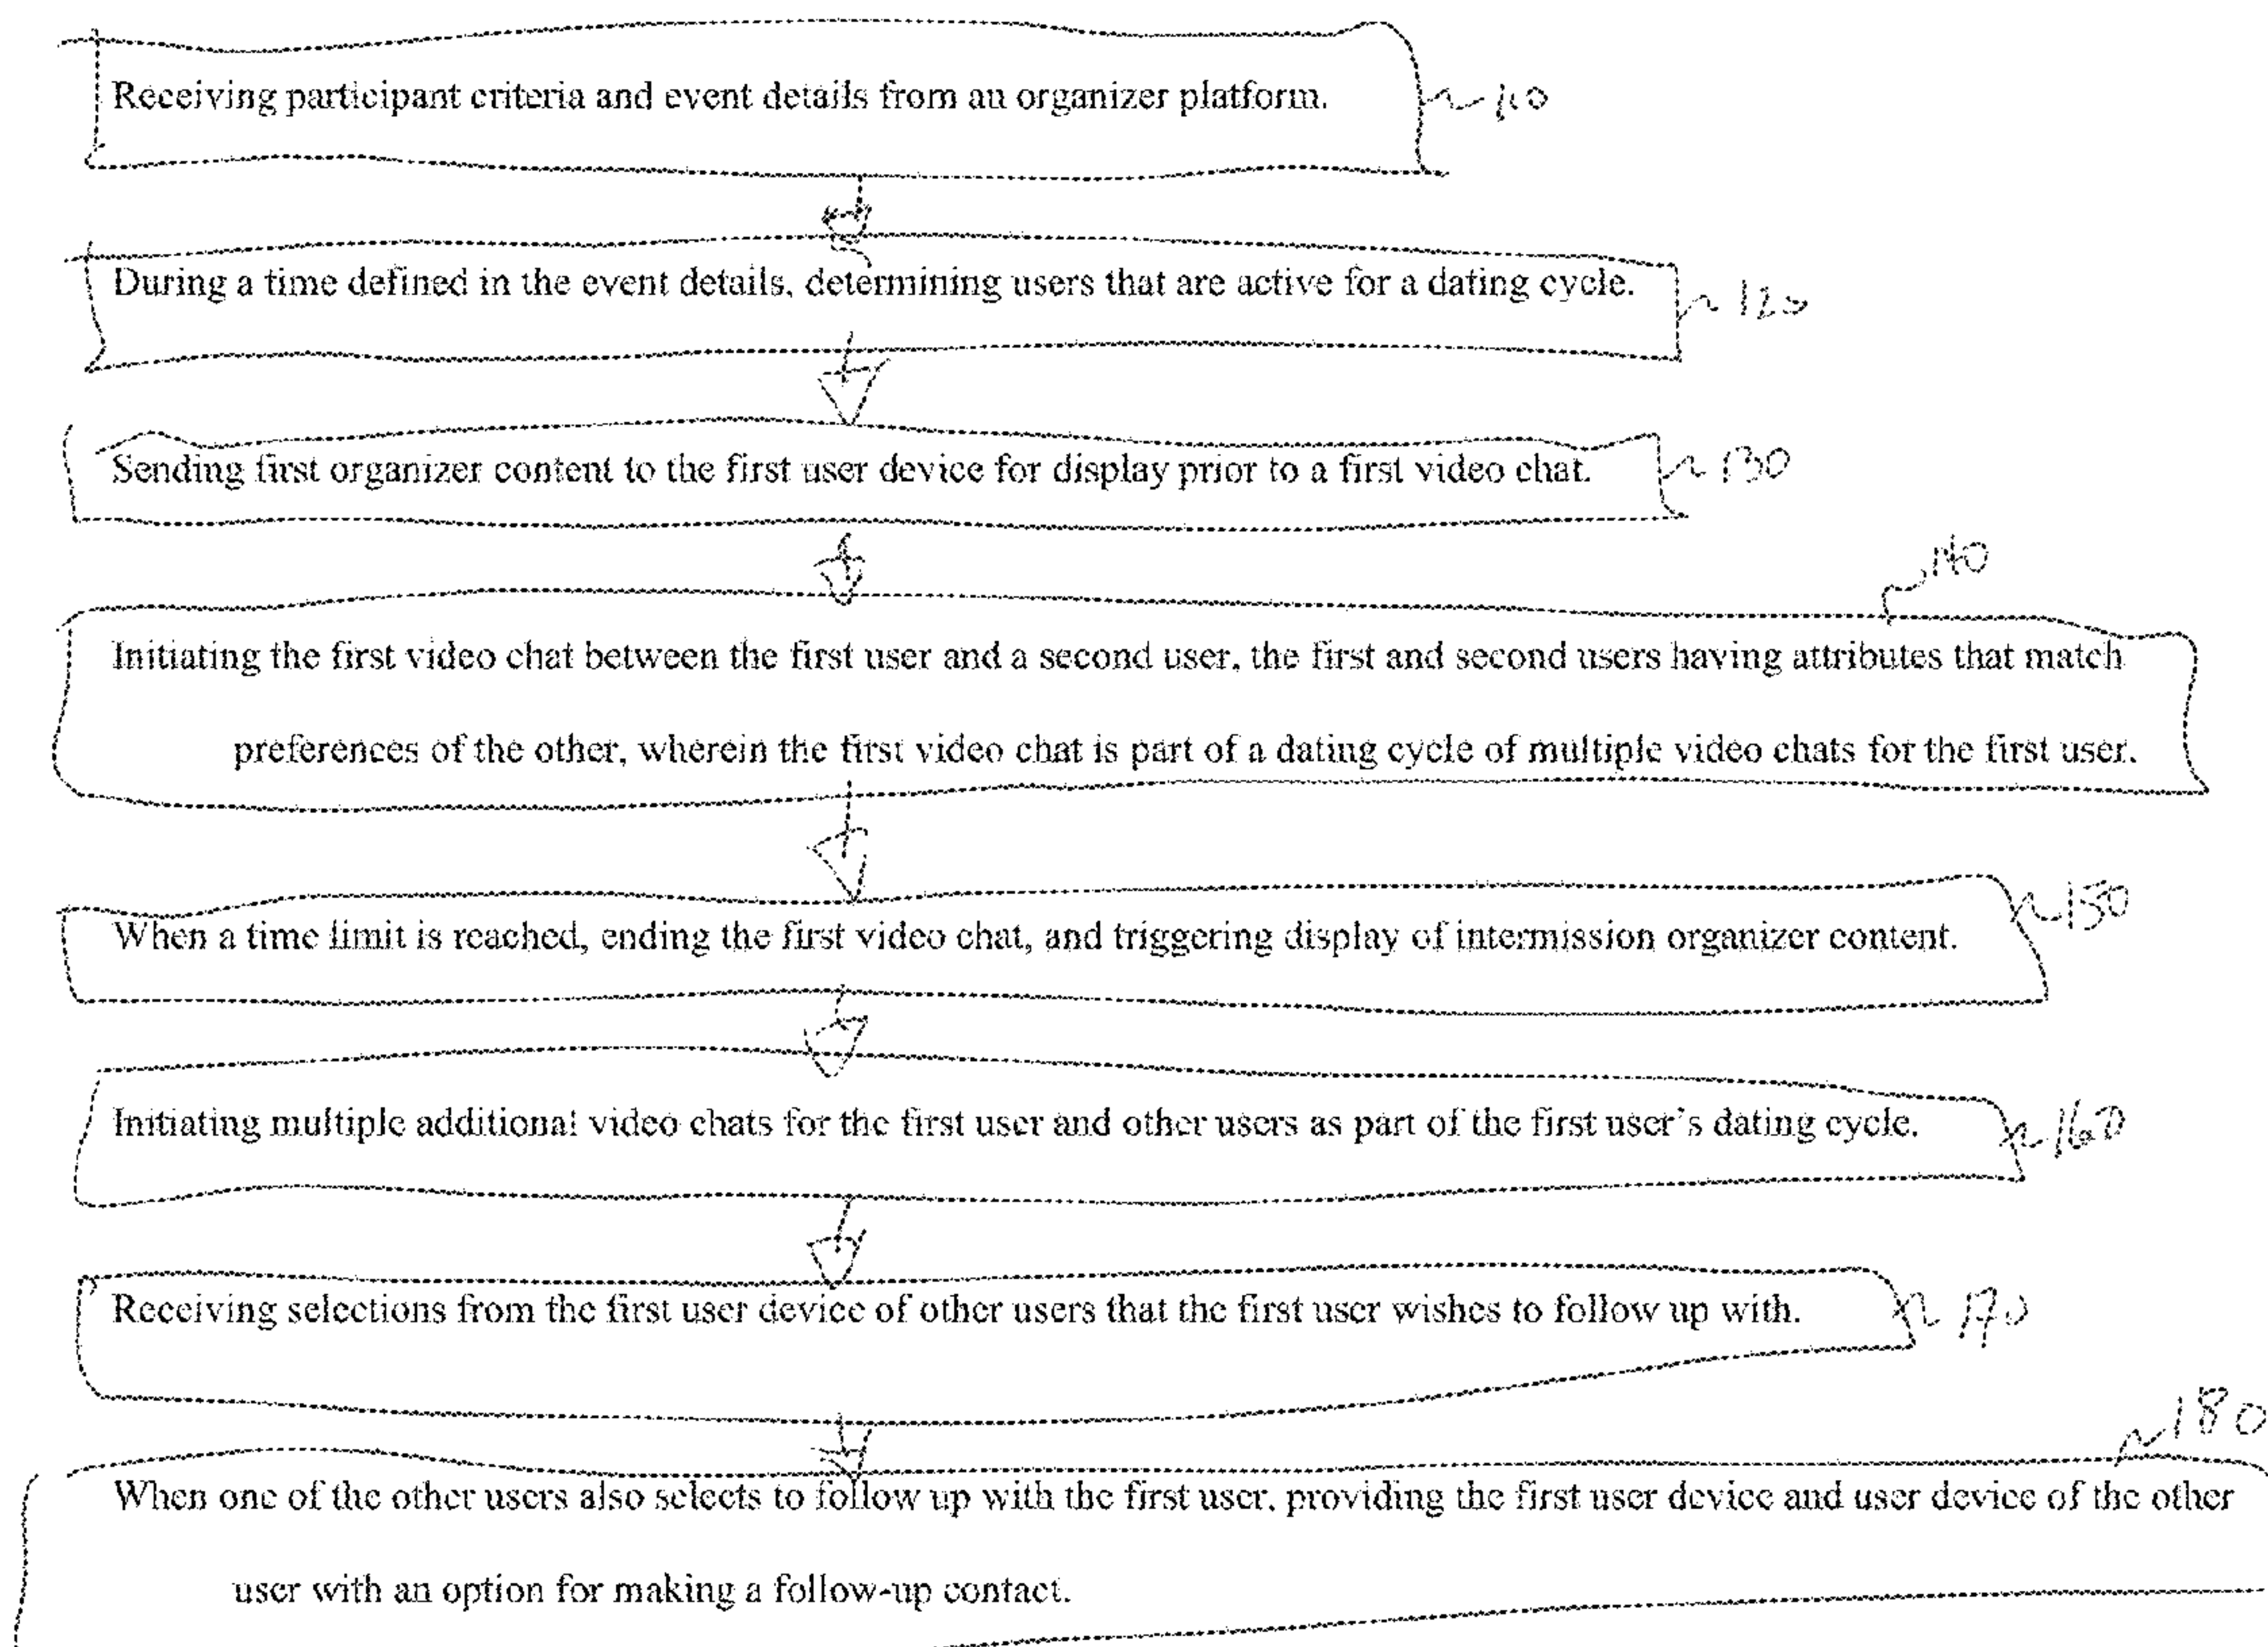 Receiving participant criteria and event details from an organizer platform. 110
During a time defined in the event details, determining users that are active for a dating cycle. 120
Sending first organizer content to the first user device for display prior to a first video chat. 130
140
Initiating the first video chat between the first user and a second user, the first and second users having attributes that match
preferences of the other, wherein the first video chat is part of a dating cycle of multiple video chats for the first user.
When a time limit is reached, ending the first video chat, and triggering display of intermission organizer content. 150
Initiating multiple additional video chats for the first user and other users as part of the first user's dating cycle. 160
Receiving selections from the first user device of other users that the first user wishes to follow up with. 170
180
When one of the other users also selects to follow up with the first user, providing the first user device and user device of the other
user with an option for making a follow-up contact.